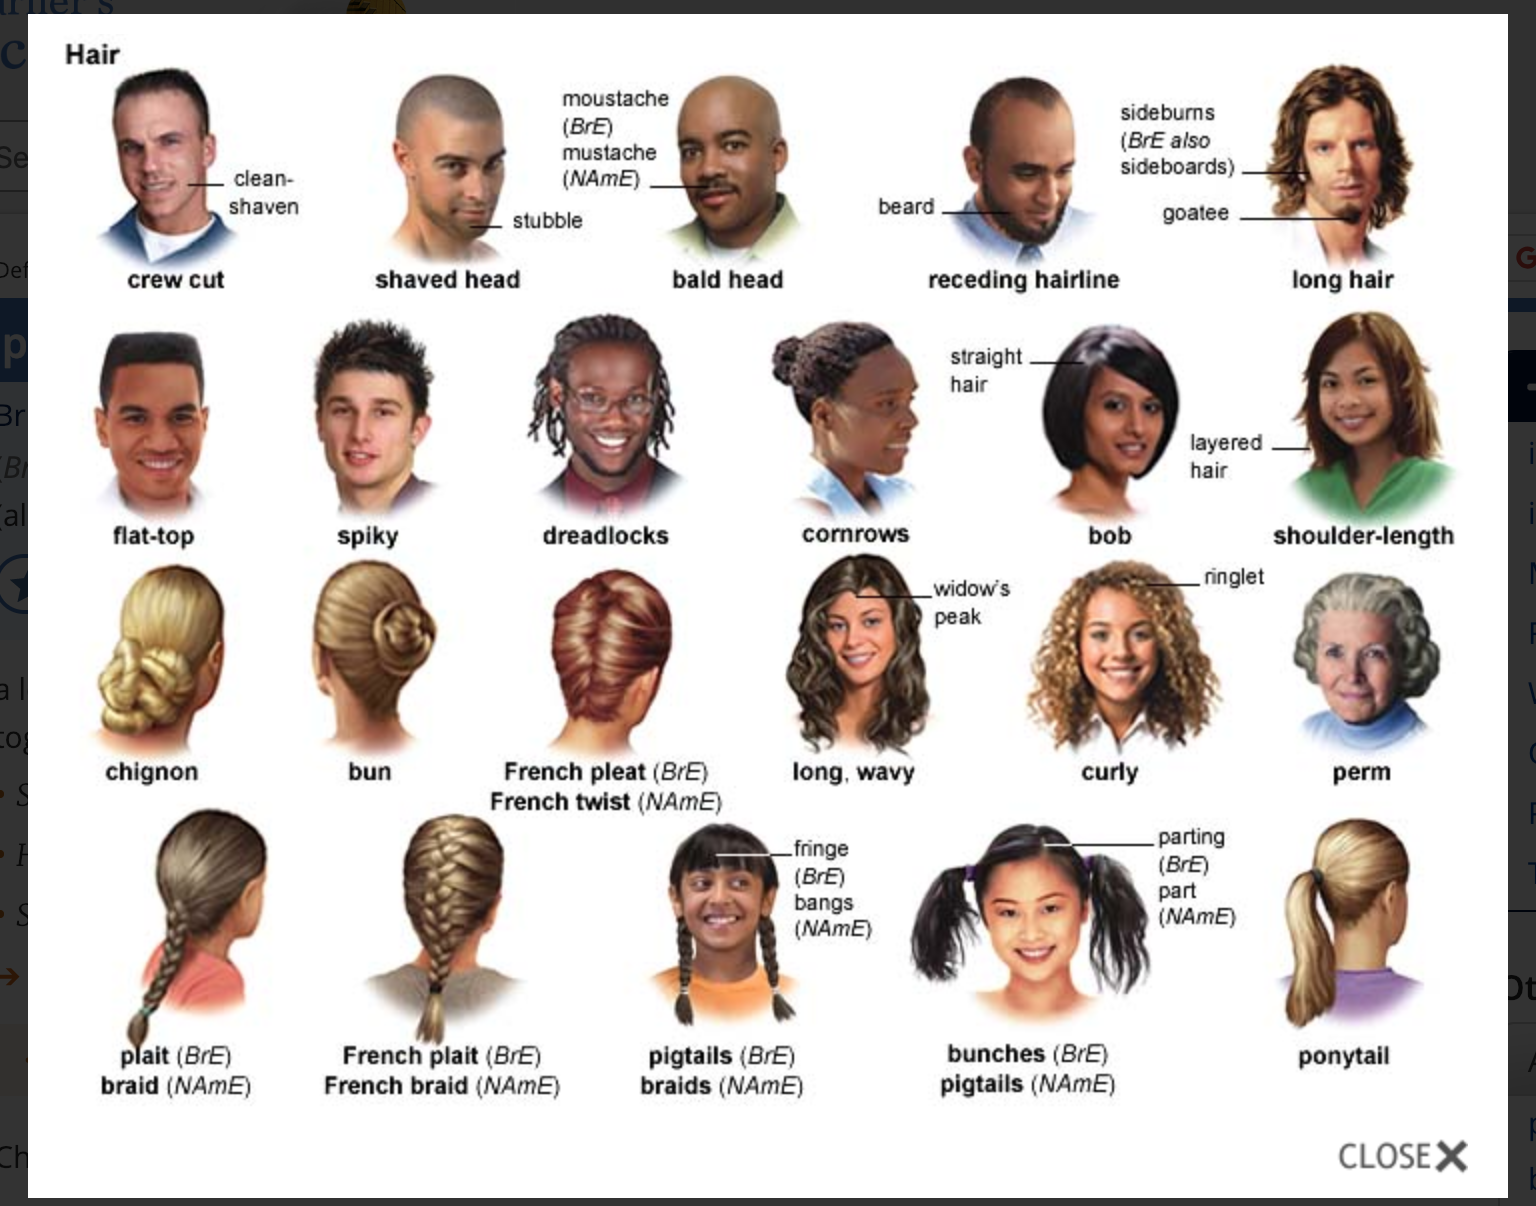 Hair
clean-
shaven
crew cut
stubble
shaved head
moustache
(BrE)
mustache
(NAmE)
bald head
beard
receding hairline
sideburns
(BrE also
sideboards)
goatee
long hair
flat-top
spiky
dreadlocks
cornrows
straight
hair
bob
layered
hair
shoulder-length
chignon
bun
French pleat (BrE)
French twist (NAmE)
widow's
peak
long, wavy
ringlet
curly
perm
plait (BrE)
braid (NAmE)
French plait (BrE)
French braid (NAmE)
fringe
(BrE)
bangs
(NAmE)
pigtails (BrE)
braids (NAmE)
parting
(BrE)
part
(NAmE)
bunches (BrE)
pigtails (NAmE)
ponytail
CLOSE